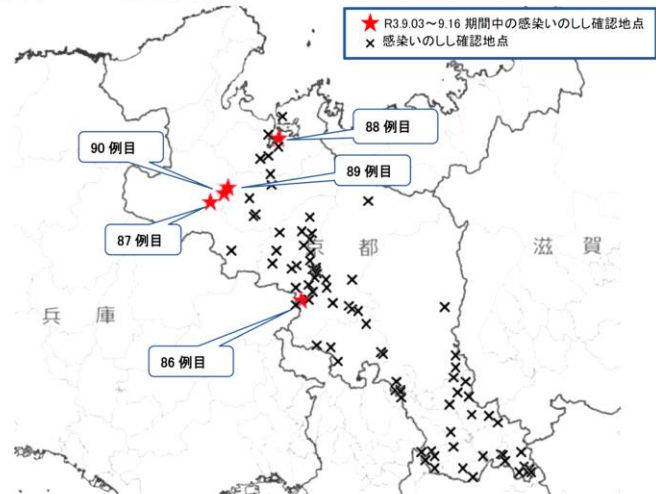 ★ R3.9.03～9.16 期間中の感染いのしし確認地点
× 感染いのしし確認地点
88 例目
90 例目
89 例目
87 例目
京 都
滋 賀
兵 庫
86 例目